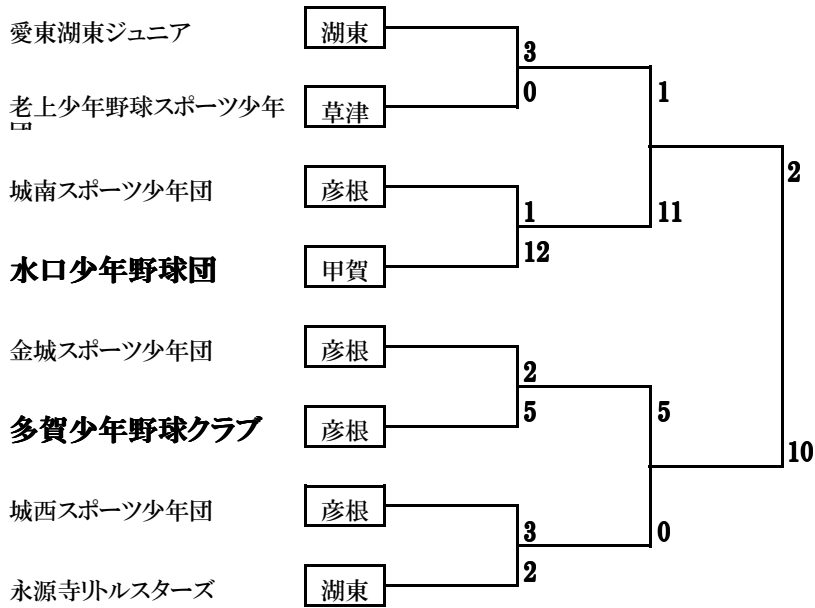 愛東湖東ジュニア
湖東
3
老上少年野球スポーツ少年
団
草津
0
1
城南スポーツ少年団
彦根
1
11
水口少年野球団
甲賀
12
2
金城スポーツ少年団
彦根
2
多賀少年野球クラブ
彦根
5
5
10
城西スポーツ少年団
彦根
3
0
永源寺リトルスターズ
湖東
2